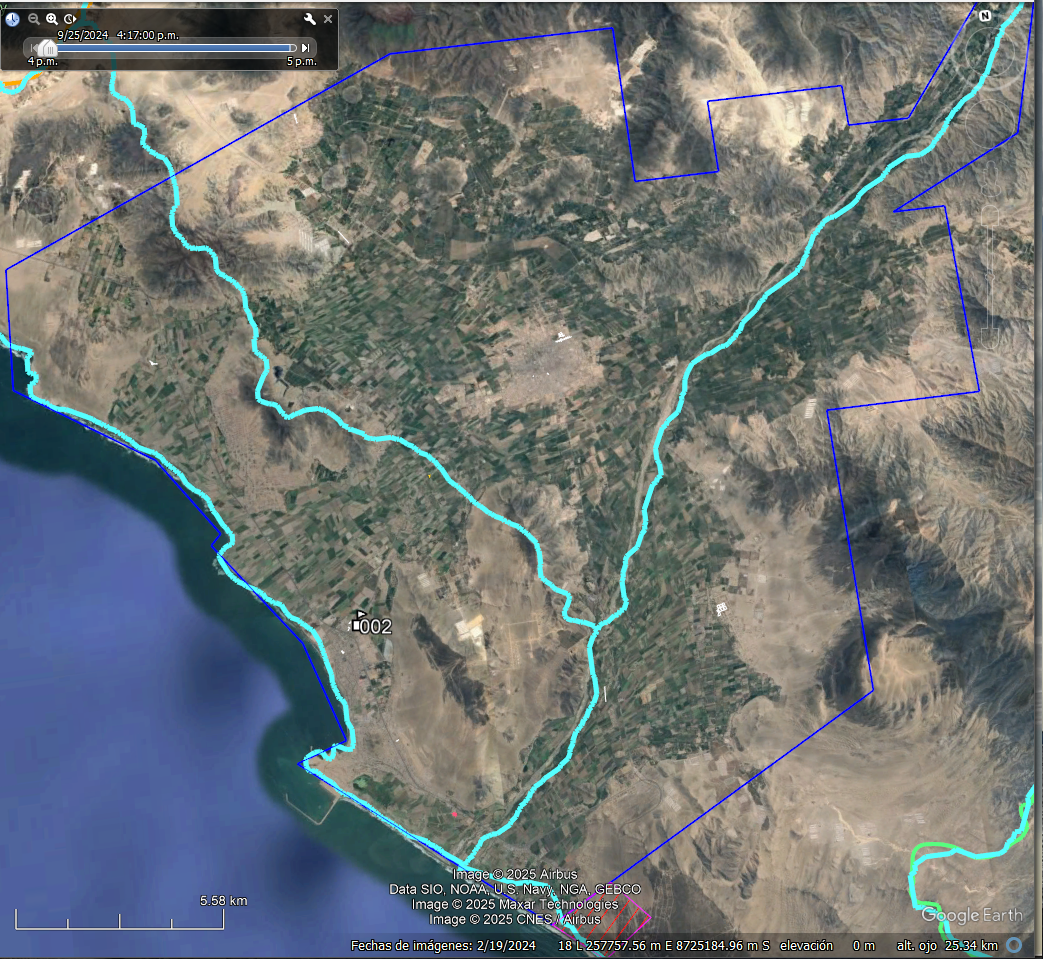 9/25/2024 4:17:00 p.m.
4 p.m.
5 p.m.
N
002
5.58 km
Image © 2025 Airbus
Data SIO, NOAA, U.S. Navy, NGA, GEBCO
Image © 2025 Maxar Technologies
Image © 2025 CNES / Airbus
Google Earth
Fechas de imágenes: 2/19/2024 18 L 257757.56 m E 8725184.96 m S elevación 0 m alt. ojo 25.34 km